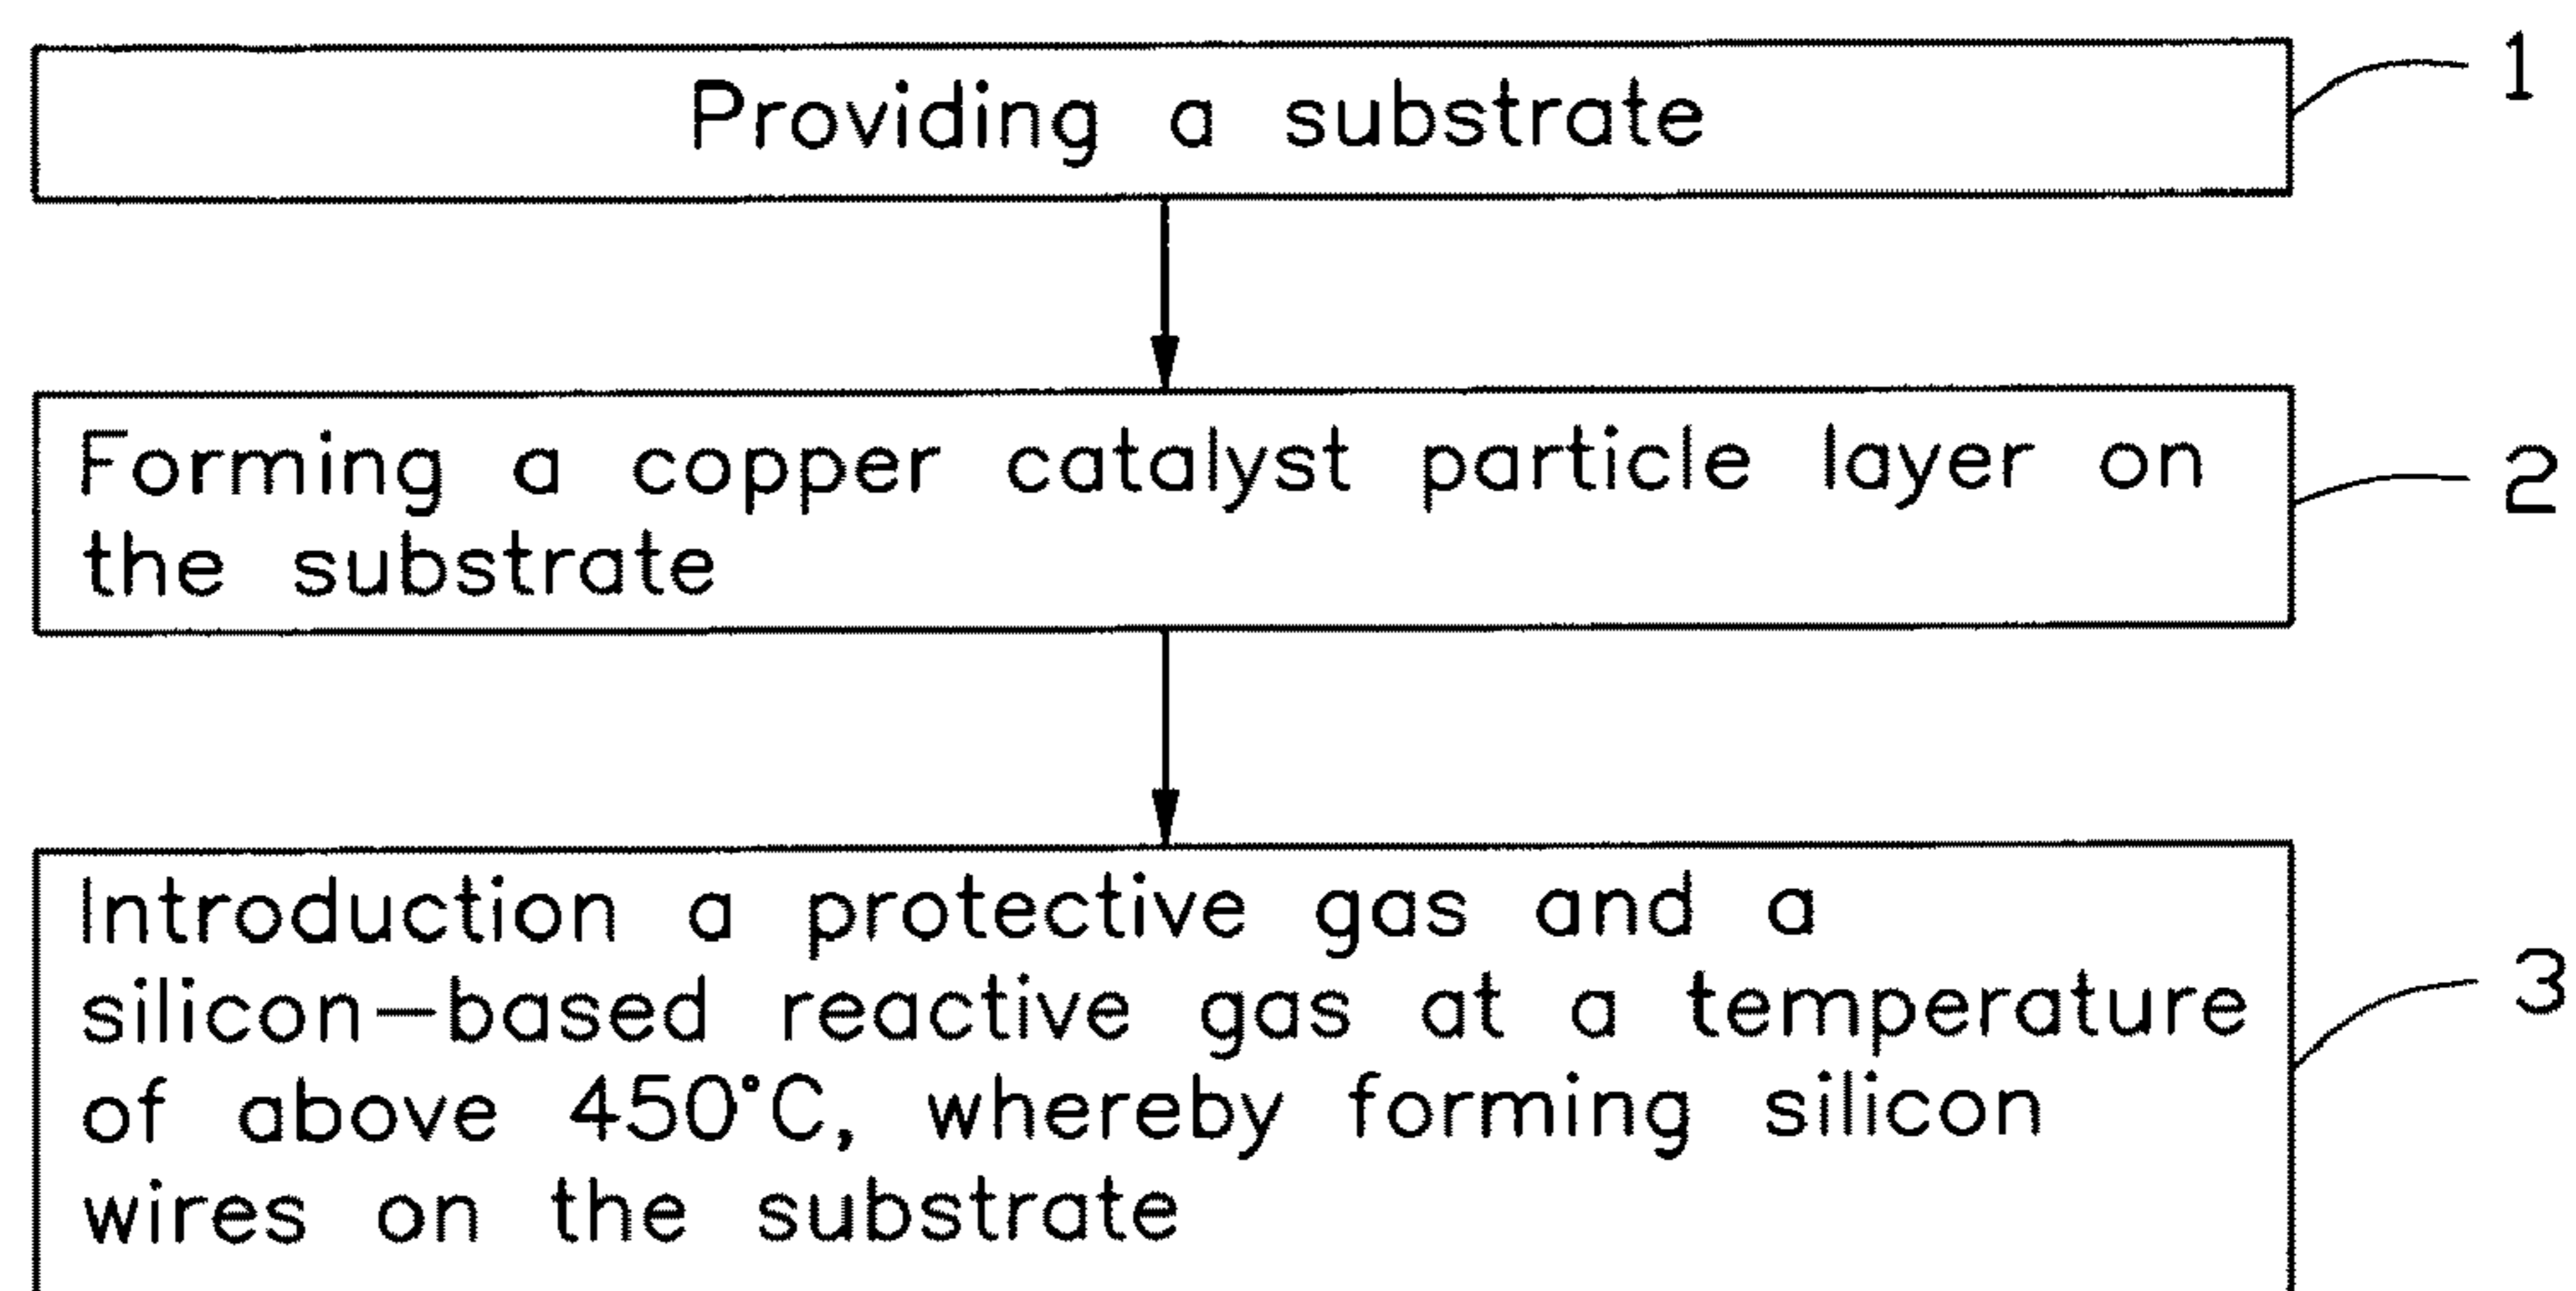 Providing a substrate
1
Forming a copper catalyst particle layer on
the substrate
2
Introduction a protective gas and a
silicon-based reactive gas at a temperature
of above 450°C, whereby forming silicon
wires on the substrate
3